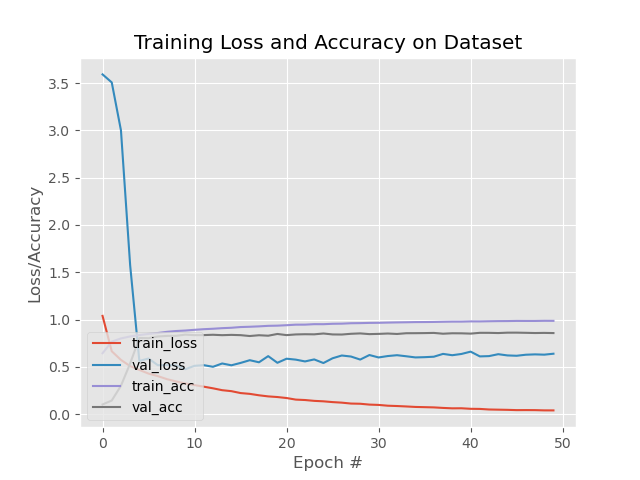 Training Loss and Accuracy on Dataset
Loss/Accuracy
3.5
3.0
2.5
2.0
1.5
1.0
0.5
0.0
train_loss
val_loss
train_acc
val_acc
0
10
20
30
40
50
Epoch #